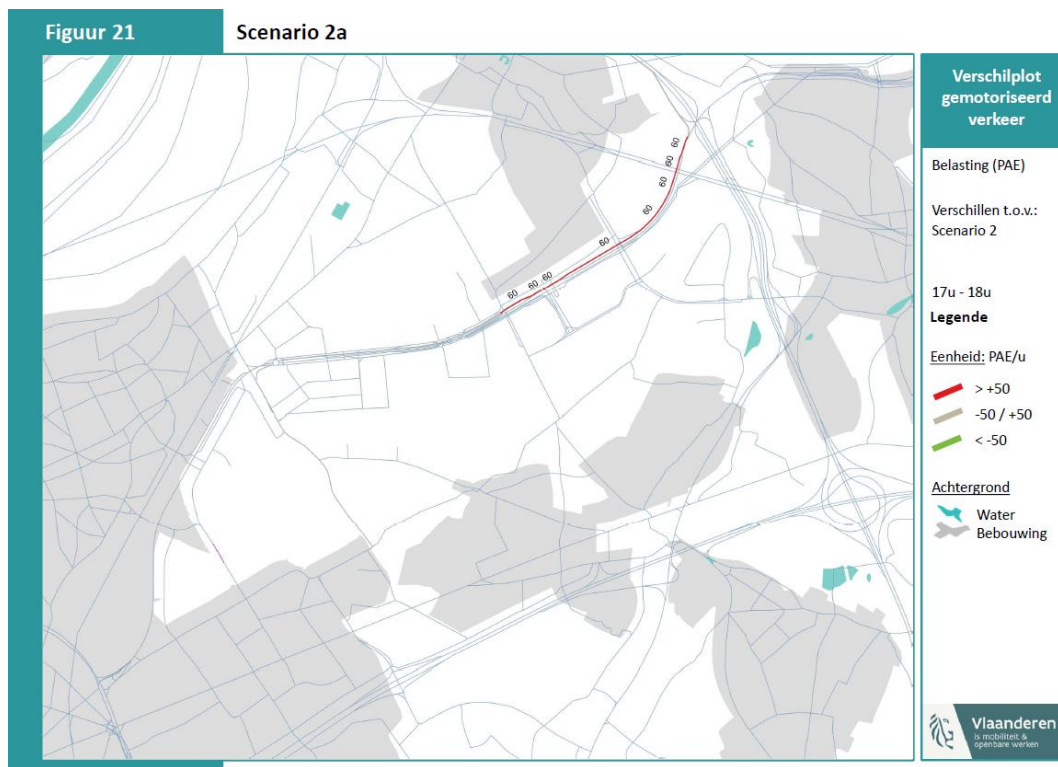 Figuur 21
Scenario 2a
60
60
60
60
60
60
60
60
Verschilplot
gemotoriseerd
verkeer
Belasting (PAE)
Verschillen t.o.v.:
Scenario 2
17u - 18u
Legende
Eenheid: PAE/u
> +50
-50 / +50
< -50
Achtergrond
Water
Bebouwing
Vlaanderen
is mobiliteit &
openbare werken